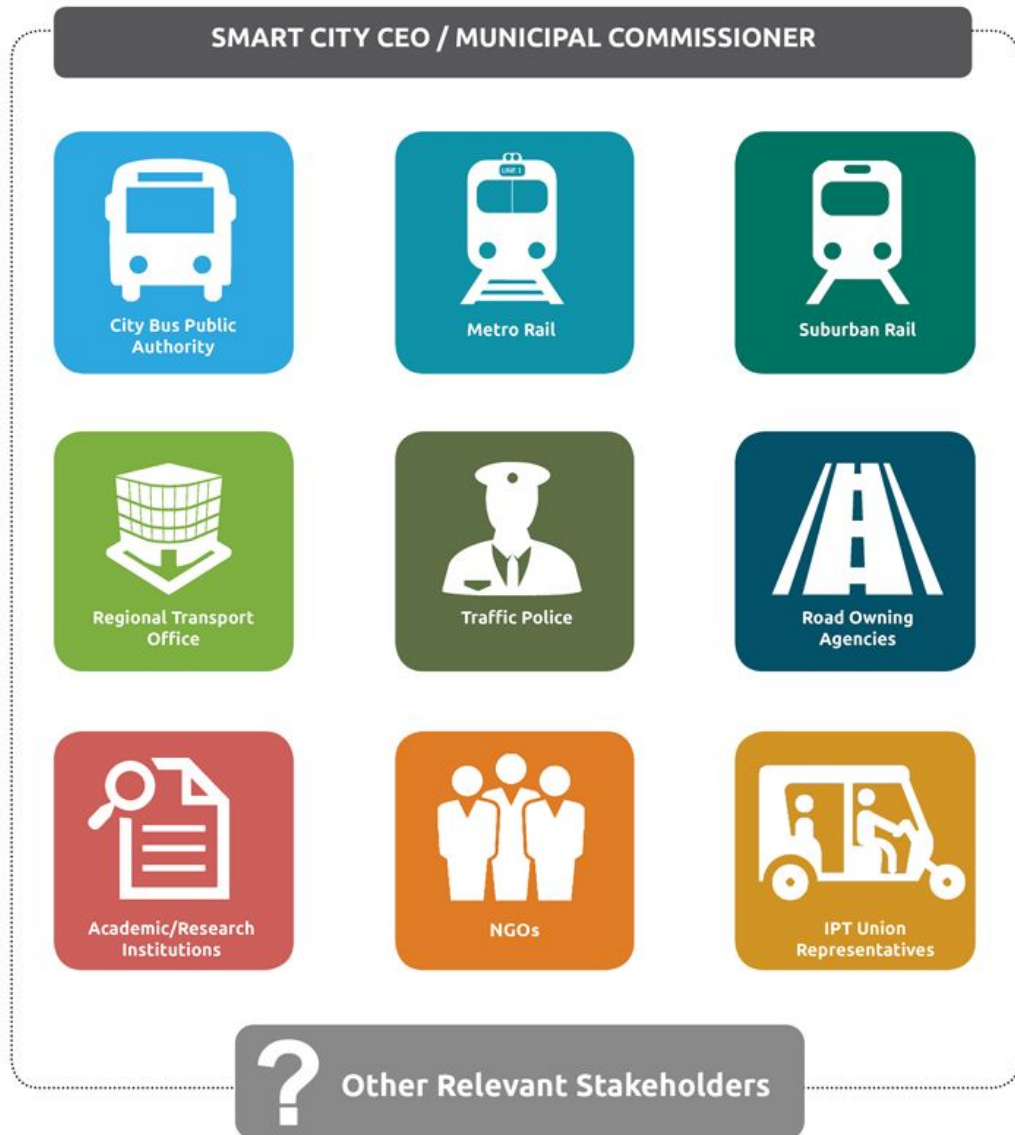 SMART CITY CEO / MUNICIPAL COMMISSIONER
City Bus Public
Authority
LINE 1
Metro Rail
Suburban Rail
Regional Transport
Office
Traffic Police
Road Owning
Agencies
Academic/Research
Institutions
NGOs
IPT Union
Representatives
? Other Relevant Stakeholders